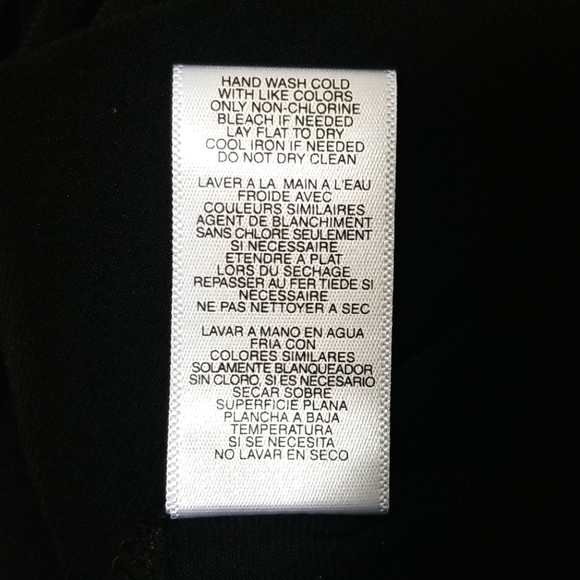 HAND WASH COLD
WITH LIKE COLORS
ONLY NON-CHLORINE
BLEACH IF NEEDED
LAY FLAT TO DRY
COOL IRON IF NEEDED
DO NOT DRY CLEAN
LAVER A LA MAIN A L'EAU
FROIDE AVEC
COULEURS SIMILAIRES
AGENT DE BLANCHIMENT
SANS CHLORE SEULEMENT
SI NECESSAIRE
ETENDRE A PLAT
LORS DU SECHAGE
REPASSER AU FER TIEDE SI
NECESSAIRE
NE PAS NETTOYER A SEC
LAVAR A MANO EN AGUA
FRIA CON
COLORES SIMILARES
SOLAMENTE BLANQUEADOR
SIN CLORO, SI ES NECESARIO
SECAR SOBRE
SUPERFICIE PLANA
PLANCHA A BAJA
TEMPERATURA
SI SE NECESITA
NO LAVAR EN SECO